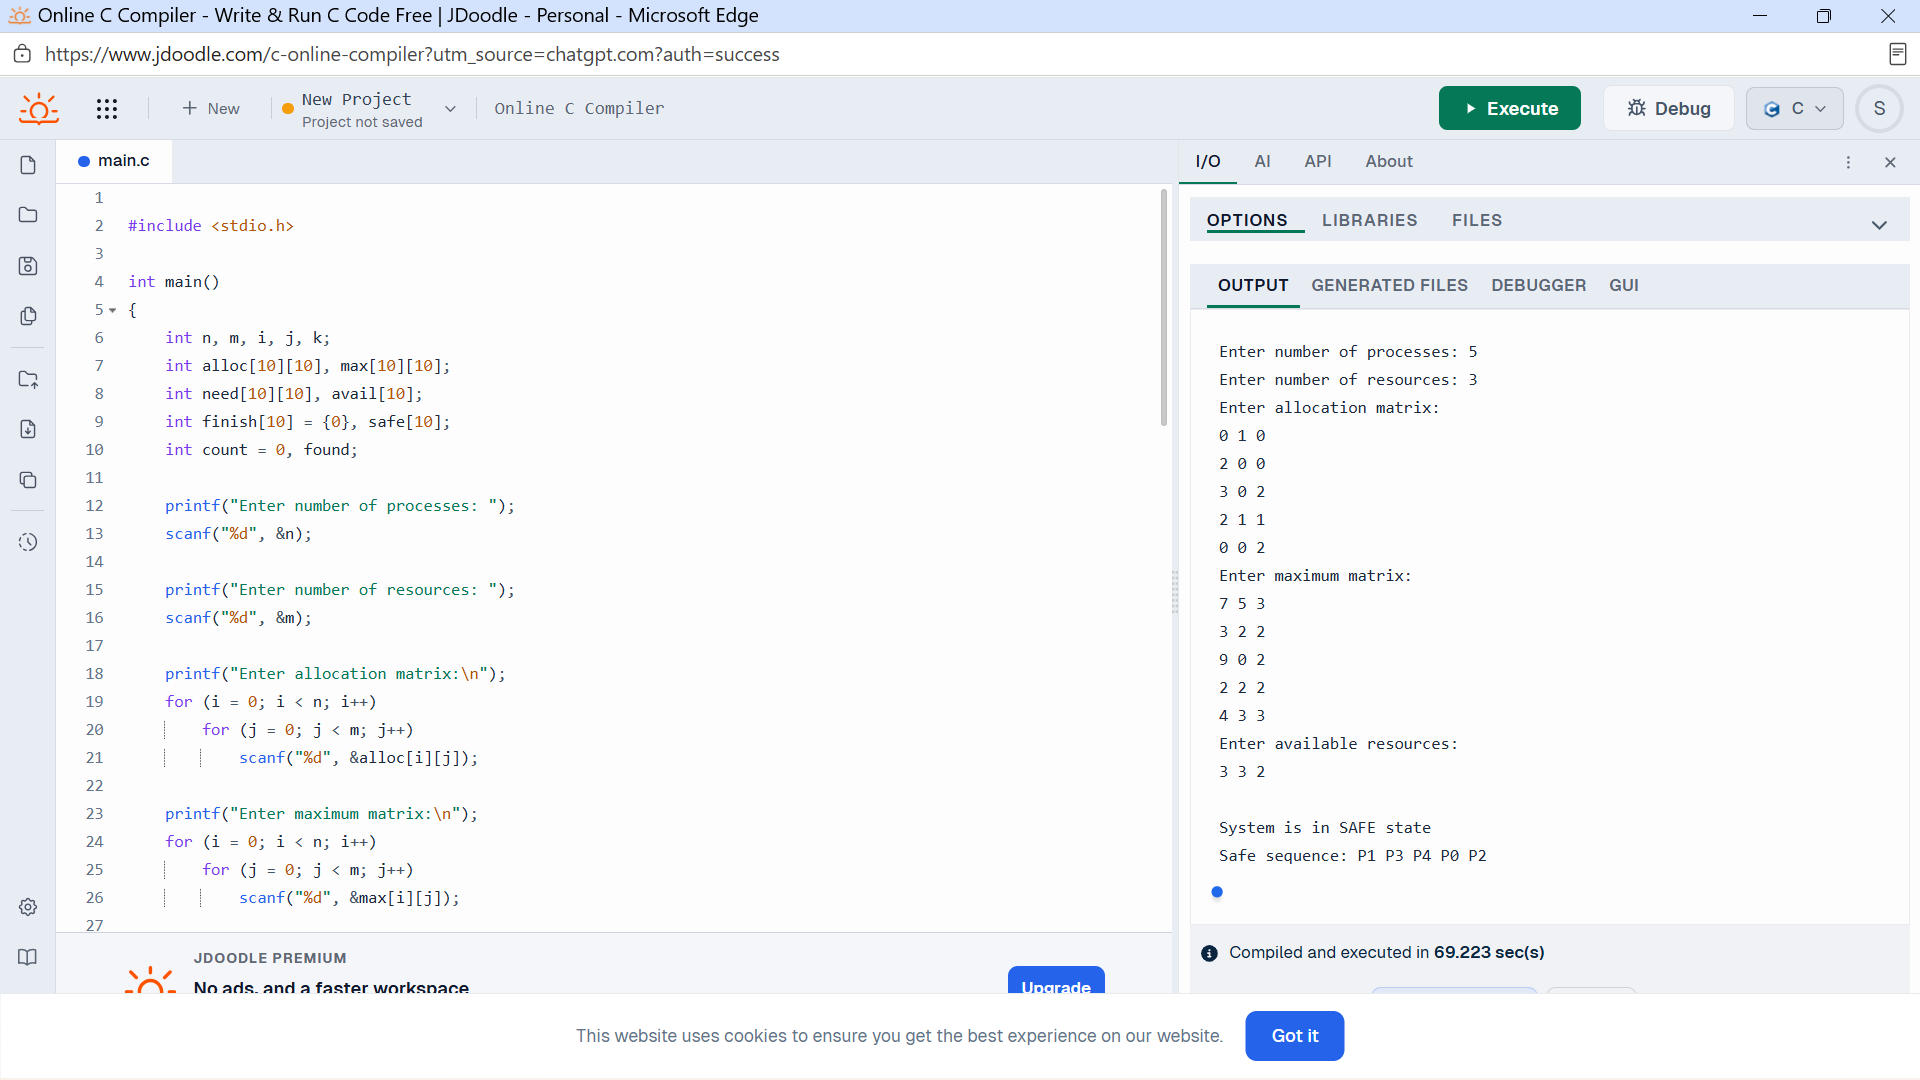 Online C Compiler - Write & Run C Code Free | JDoodle - Personal - Microsoft Edge
https://www.jdoodle.com/c-online-compiler?utm_source=chatgpt.com?auth=success
New
New Project
Project not saved
Online C Compiler
Execute
Debug
C
S
main.c
1
2 #include <stdio.h>
3
4 int main()
5 {
6 int n, m, i, j, k;
7 int alloc[10][10], max[10][10];
8 int need[10][10], avail[10];
9 int finish[10] = {0}, safe[10];
10 int count = 0, found;
11
12 printf("Enter number of processes: ");
13 scanf("%d", &n);
14
15 printf("Enter number of resources: ");
16 scanf("%d", &m);
17
18 printf("Enter allocation matrix:\n");
19 for (i = 0; i < n; i++)
20 for (j = 0; j < m; j++)
21 scanf("%d", &alloc[i][j]);
22
23 printf("Enter maximum matrix:\n");
24 for (i = 0; i < n; i++)
25 for (j = 0; j < m; j++)
26 scanf("%d", &max[i][j]);
27
JDOODLE PREMIUM
No ads, and a faster workspace
Upgrade
I/O AI API About
OPTIONS LIBRARIES FILES
OUTPUT GENERATED FILES DEBUGGER GUI
Enter number of processes: 5
Enter number of resources: 3
Enter allocation matrix:
0 1 0
2 0 0
3 0 2
2 1 1
0 0 2
Enter maximum matrix:
7 5 3
3 2 2
9 0 2
2 2 2
4 3 3
Enter available resources:
3 3 2
System is in SAFE state
Safe sequence: P1 P3 P4 P0 P2
Compiled and executed in 69.223 sec(s)
This website uses cookies to ensure you get the best experience on our website.
Got it